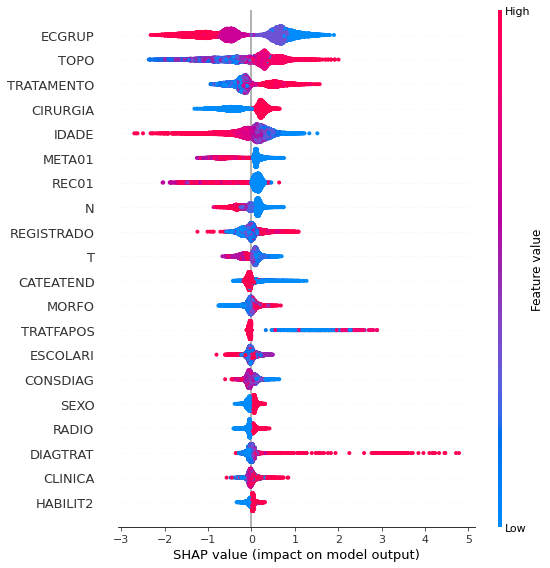 High
ECGRUP
TOPO
TRATAMENTO
CIRURGIA
IDADE
META01
REC01
N
REGISTRADO
T
CATEATEND
MORFO
TRATFAPOS
ESCOLARI
CONSDIAG
SEXO
RADIO
DIAGTRAT
CLINICA
HABILIT2
Feature value
Low
−3 −2 −1 0 1 2 3 4 5
SHAP value (impact on model output)